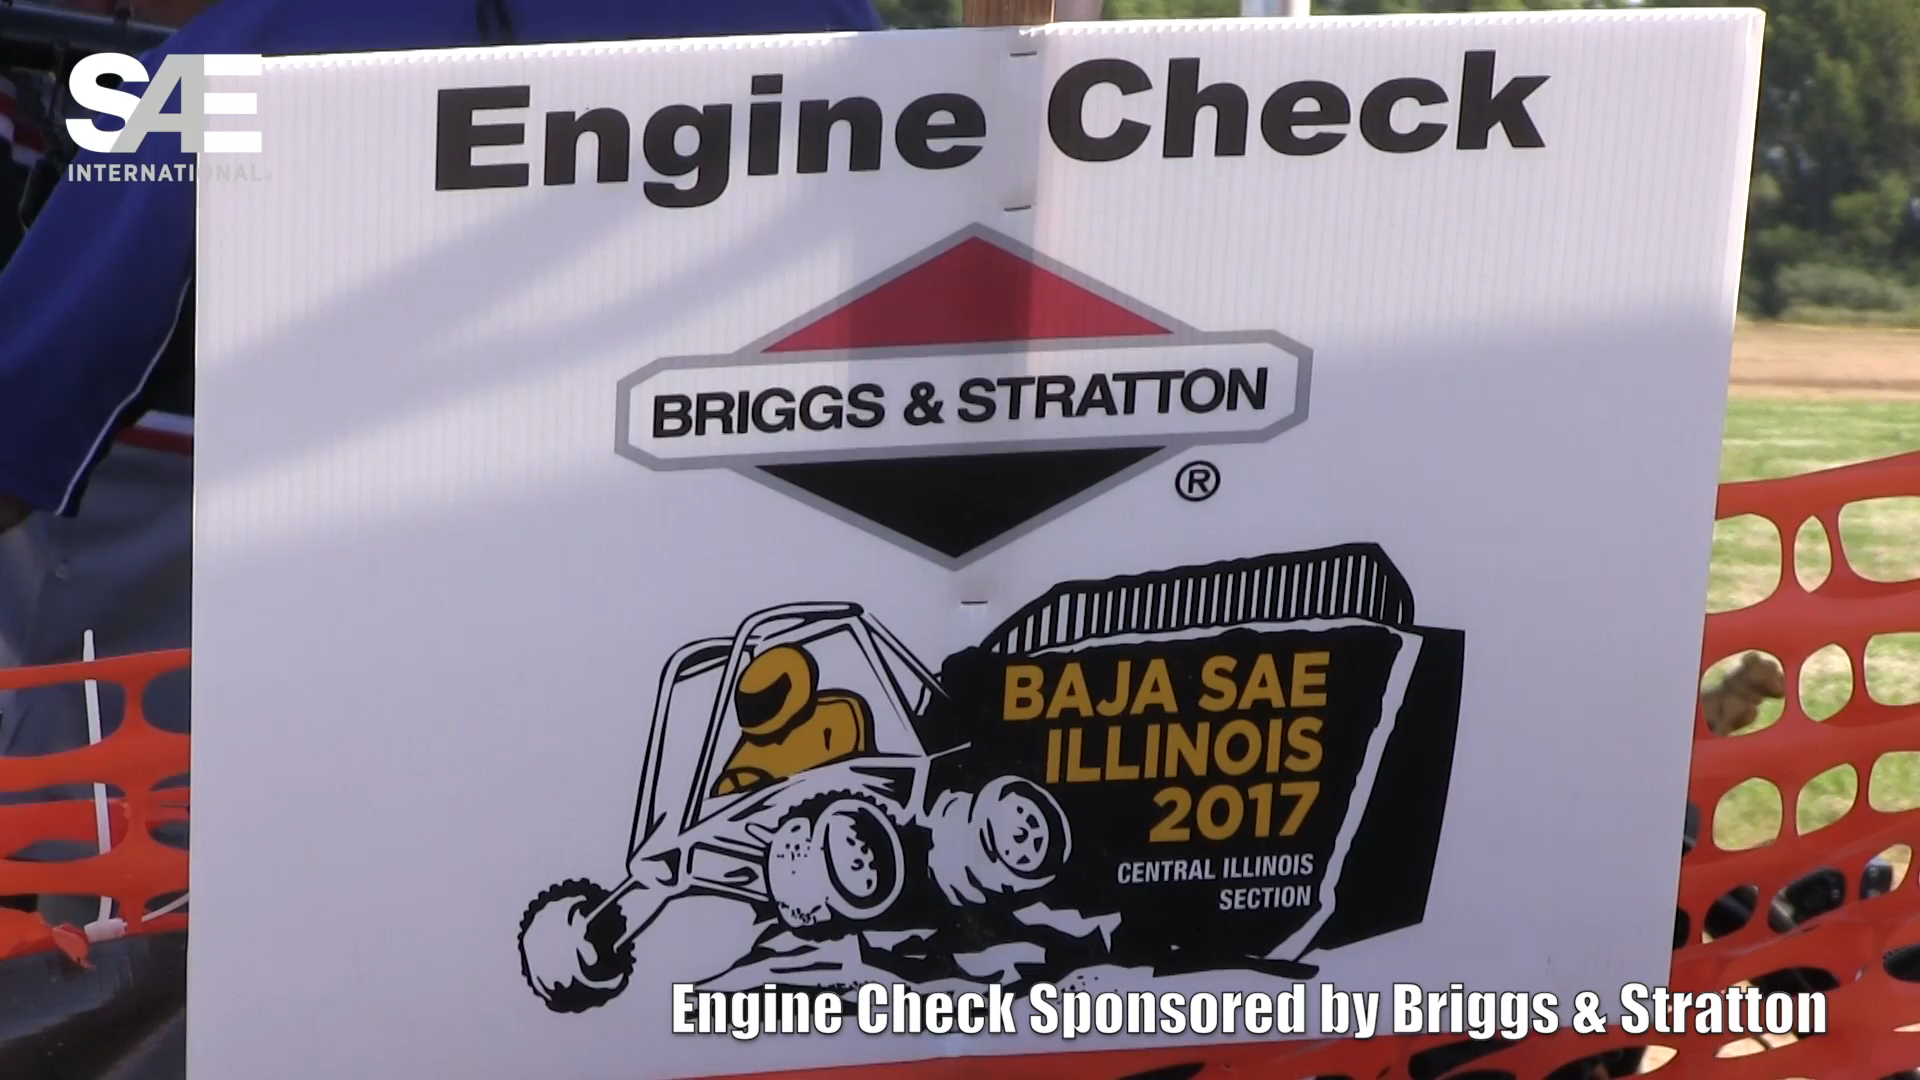 SAE
INTERNATIONAL
Engine Check
BRIGGS & STRATTON
®
BAJA SAE
ILLINOIS
2017
CENTRAL ILLINOIS
SECTION
Engine Check Sponsored by Briggs & Stratton